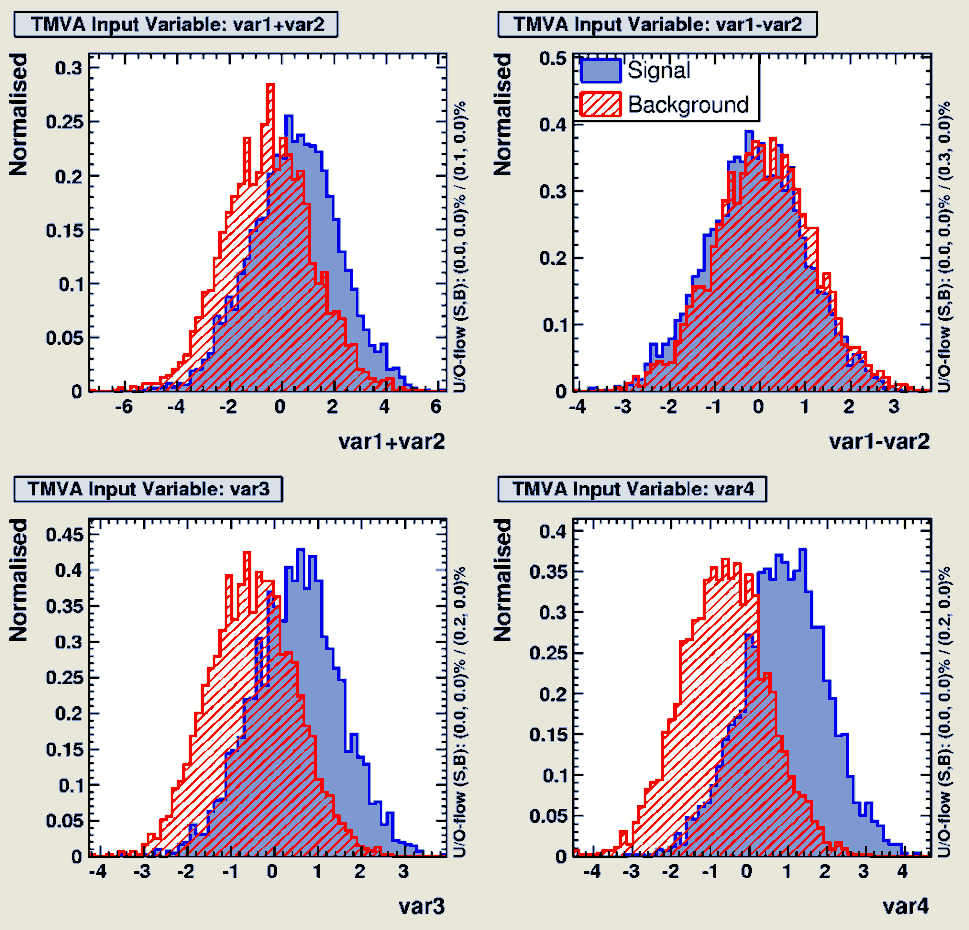 TMVA Input Variable: var1+var2
Normalised
0.3
0.25
0.2
0.15
0.1
0.05
0
-6 -4 -2 0 2 4 6
var1+var2
U/O-flow (S,B): (0.0, 0.0)% / (0.1, 0.0)%
TMVA Input Variable: var1-var2
Normalised
Signal
Background
0.5
0.4
0.3
0.2
0.1
0
-4 -3 -2 -1 0 1 2 3
var1-var2
U/O-flow (S,B): (0.0, 0.0)% / (0.3, 0.0)%
TMVA Input Variable: var3
Normalised
0.45
0.4
0.35
0.3
0.25
0.2
0.15
0.1
0.05
0
-4 -3 -2 -1 0 1 2 3
var3
U/O-flow (S,B): (0.0, 0.0)% / (0.2, 0.0)%
TMVA Input Variable: var4
Normalised
0.4
0.35
0.3
0.25
0.2
0.15
0.1
0.05
0
-4 -3 -2 -1 0 1 2 3 4
var4
U/O-flow (S,B): (0.0, 0.0)% / (0.2, 0.0)%